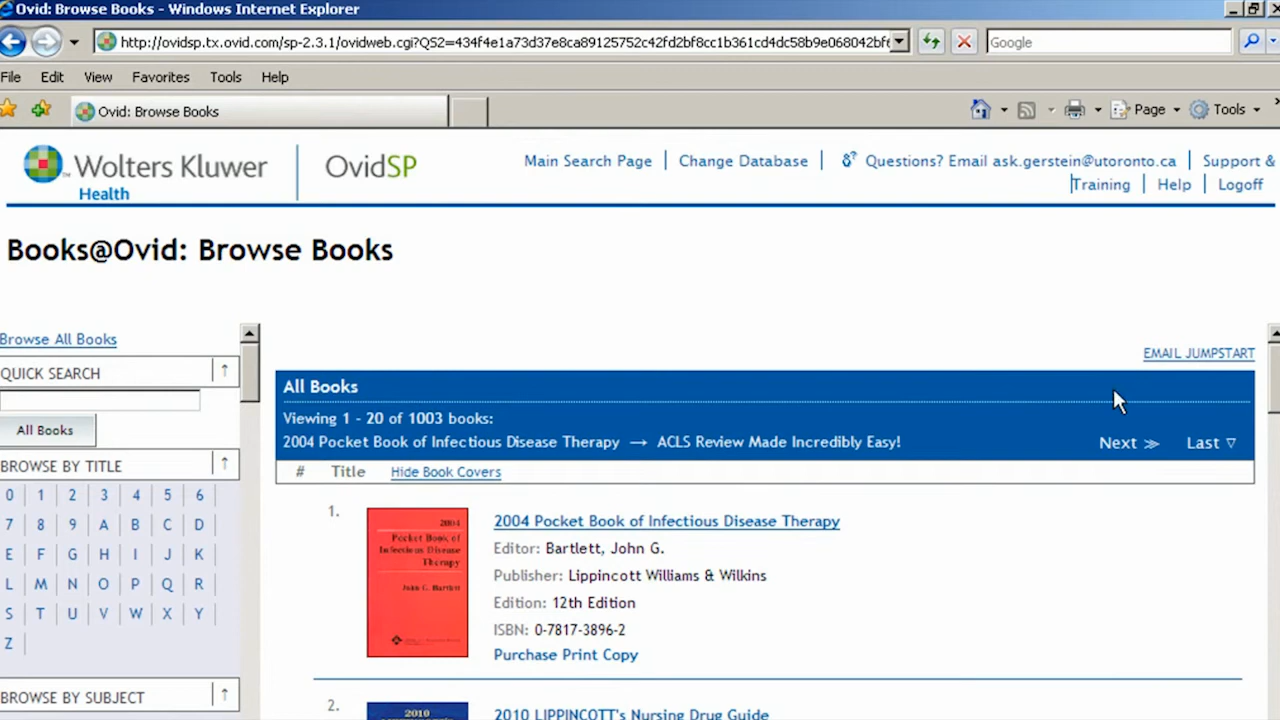 Ovid: Browse Books - Windows Internet Explorer
http://ovidsp.tx.ovid.com/sp-2.3.1/ovidweb.cgi?QS2=434f4e1a73d37e8ca89125752c42fd2bf8cc1b361cd4dc58b9e068042bf
Google
File Edit View Favorites Tools Help
Ovid: Browse Books
Page Tools
Wolters Kluwer
Health
OvidSP
Main Search Page Change Database Questions? Email ask.gerstein@utoronto.ca Support &
Training Help Logoff
Books@Ovid: Browse Books
Browse All Books
QUICK SEARCH ↑
All Books
BROWSE BY TITLE ↑
0 1 2 3 4 5 6
7 8 9 A B C D
E F G H I J K
L M N O P Q R
S T U V W X Y
Z
BROWSE BY SUBJECT ↑
EMAIL JUMPSTART
All Books
Viewing 1 - 20 of 1003 books:
2004 Pocket Book of Infectious Disease Therapy → ACLS Review Made Incredibly Easy!
Next ≫ Last ▽
# Title Hide Book Covers
1.
2004
Pocket Book of
Infectious Disease
Therapy
John G. Bartlett
2004 Pocket Book of Infectious Disease Therapy
Editor: Bartlett, John G.
Publisher: Lippincott Williams & Wilkins
Edition: 12th Edition
ISBN: 0-7817-3896-2
Purchase Print Copy
2.
2010
2010 LIPPINCOTT's Nursing Drug Guide